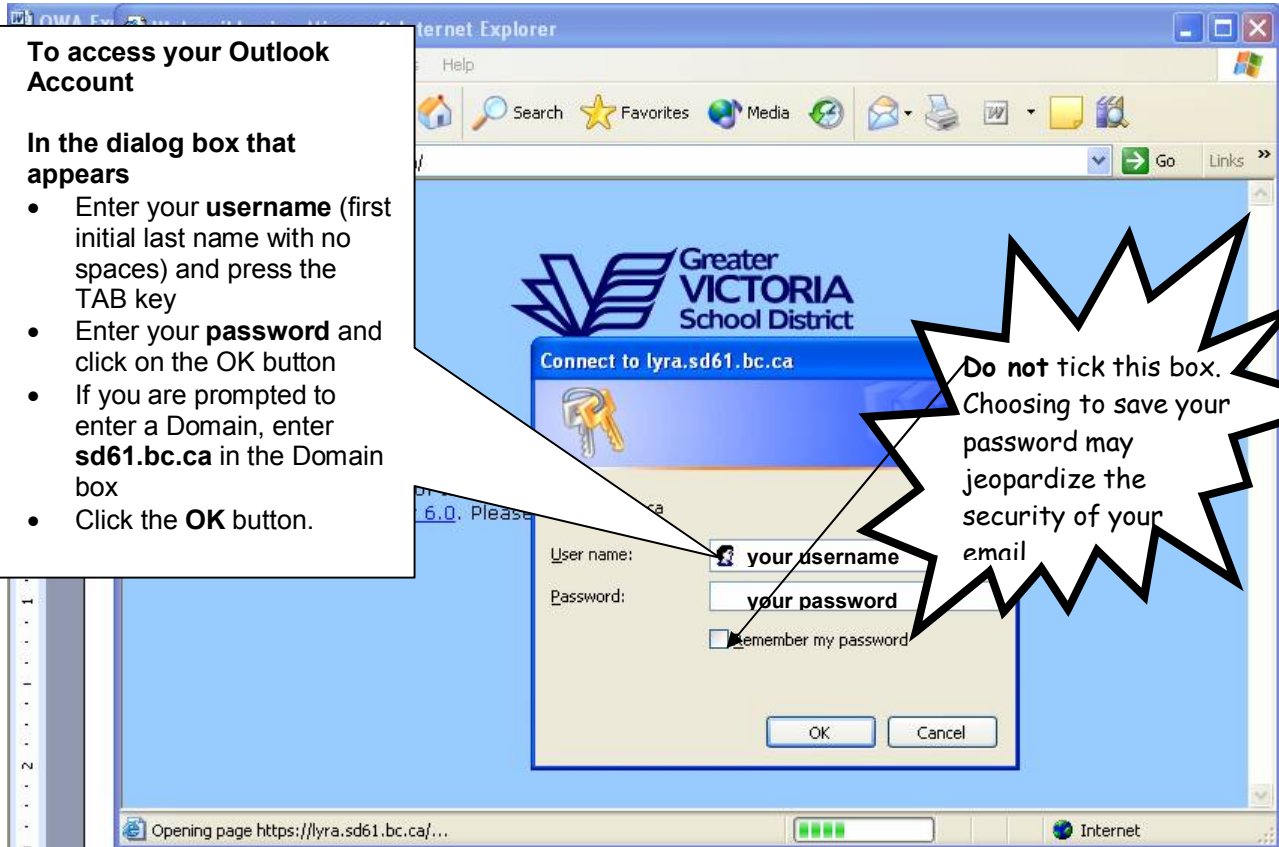 OWA Ex
ternet Explorer
Help
Search Favorites Media
/
Go Links »
To access your Outlook
Account
In the dialog box that
appears
• Enter your username (first
initial last name with no
spaces) and press the
TAB key
• Enter your password and
click on the OK button
• If you are prompted to
enter a Domain, enter
sd61.bc.ca in the Domain
box
• Click the OK button.
Greater
VICTORIA
School District
Connect to lyra.sd61.bc.ca
6.0. Please
ca
User name: your username
Password: your password
Remember my password
OK Cancel
Do not tick this box.
Choosing to save your
password may
jeopardize the
security of your
email
1
2
Opening page https://lyra.sd61.bc.ca/...
Internet